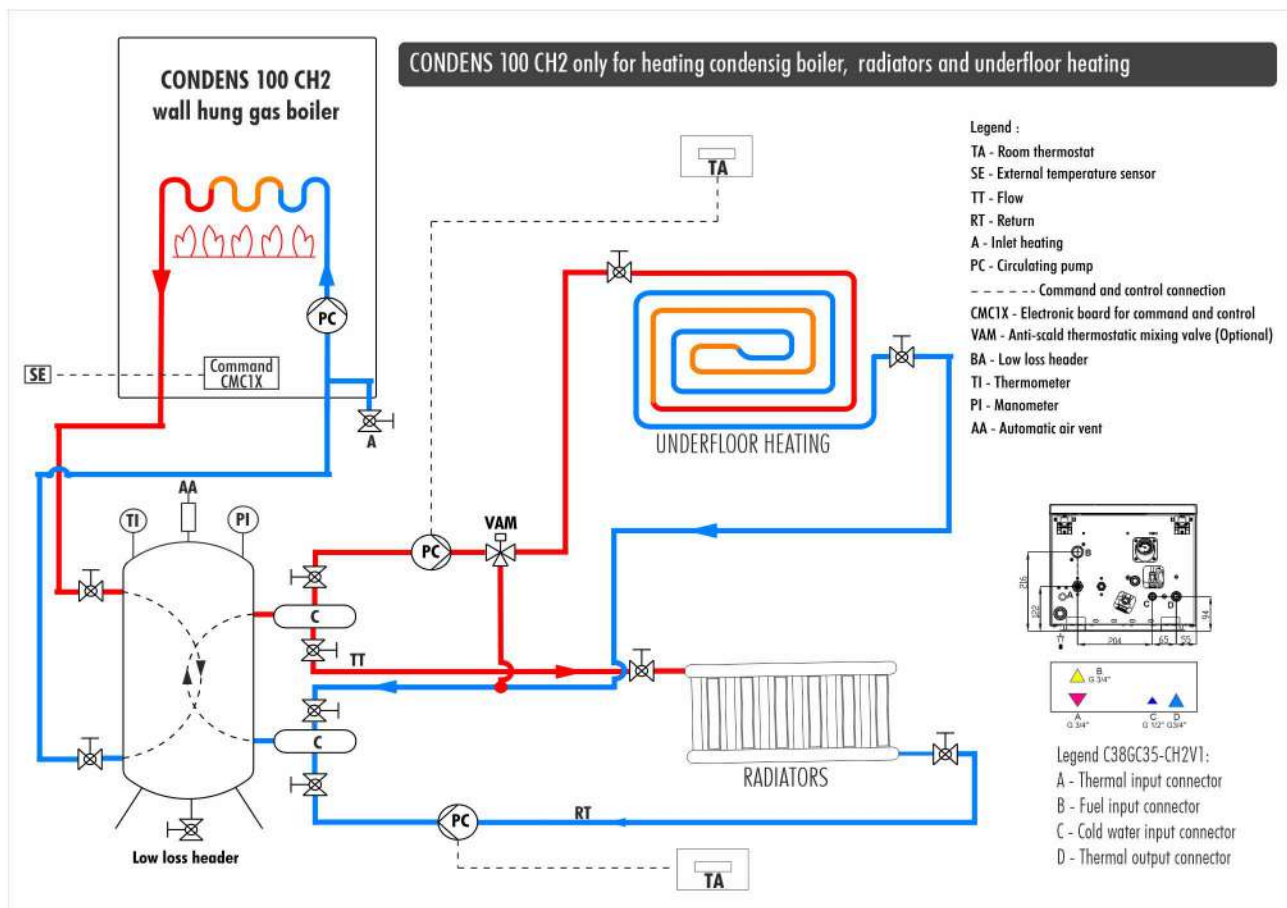 CONDENS 100 CH2
wall hung gas boiler
CONDENS 100 CH2 only for heating condensig boiler, radiators and underfloor heating
TA
Legend :
TA - Room thermostat
SE - External temperature sensor
TT - Flow
RT - Return
A - Inlet heating
PC - Circulating pump
- - - - - - Command and control connection
CMC1X - Electronic board for command and control
VAM - Anti-scald thermostatic mixing valve (Optional)
BA - Low loss header
TI - Thermometer
PI - Manometer
AA - Automatic air vent
PC
SE
Command
CMC1X
A
UNDERFLOOR HEATING
AA
TI
PI
VAM
PC
C
TT
C
RADIATORS
RT
PC
TA
Low loss header
B
A
C
D
216
122
94
204
65
55
B
G 3/4"
A
G 3/4"
C
G 1/2"
D
G3/4"
Legend C38GC35-CH2V1:
A - Thermal input connector
B - Fuel input connector
C - Cold water input connector
D - Thermal output connector